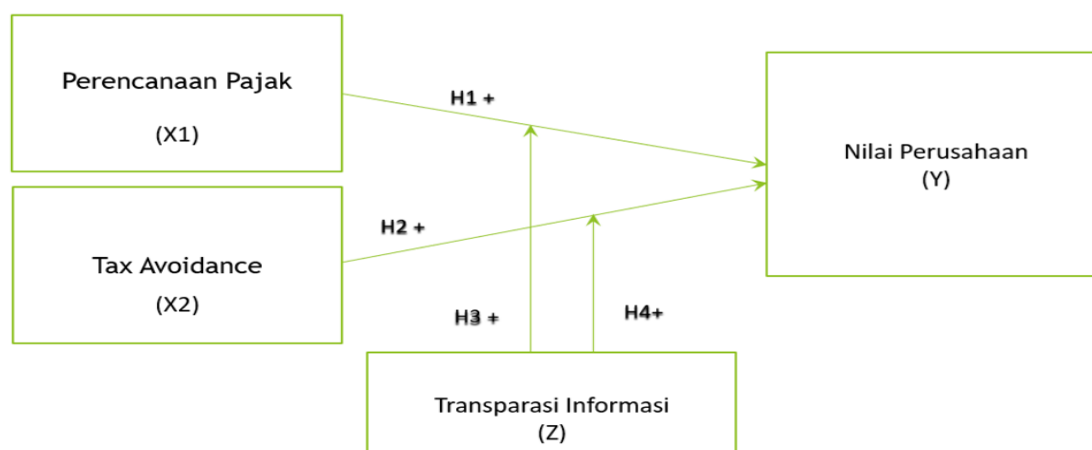 Perencanaan Pajak
(X1)
H1 +
Nilai Perusahaan
(Y)
Tax Avoidance
(X2)
H2 +
H3 +
H4+
Transparasi Informasi
(Z)